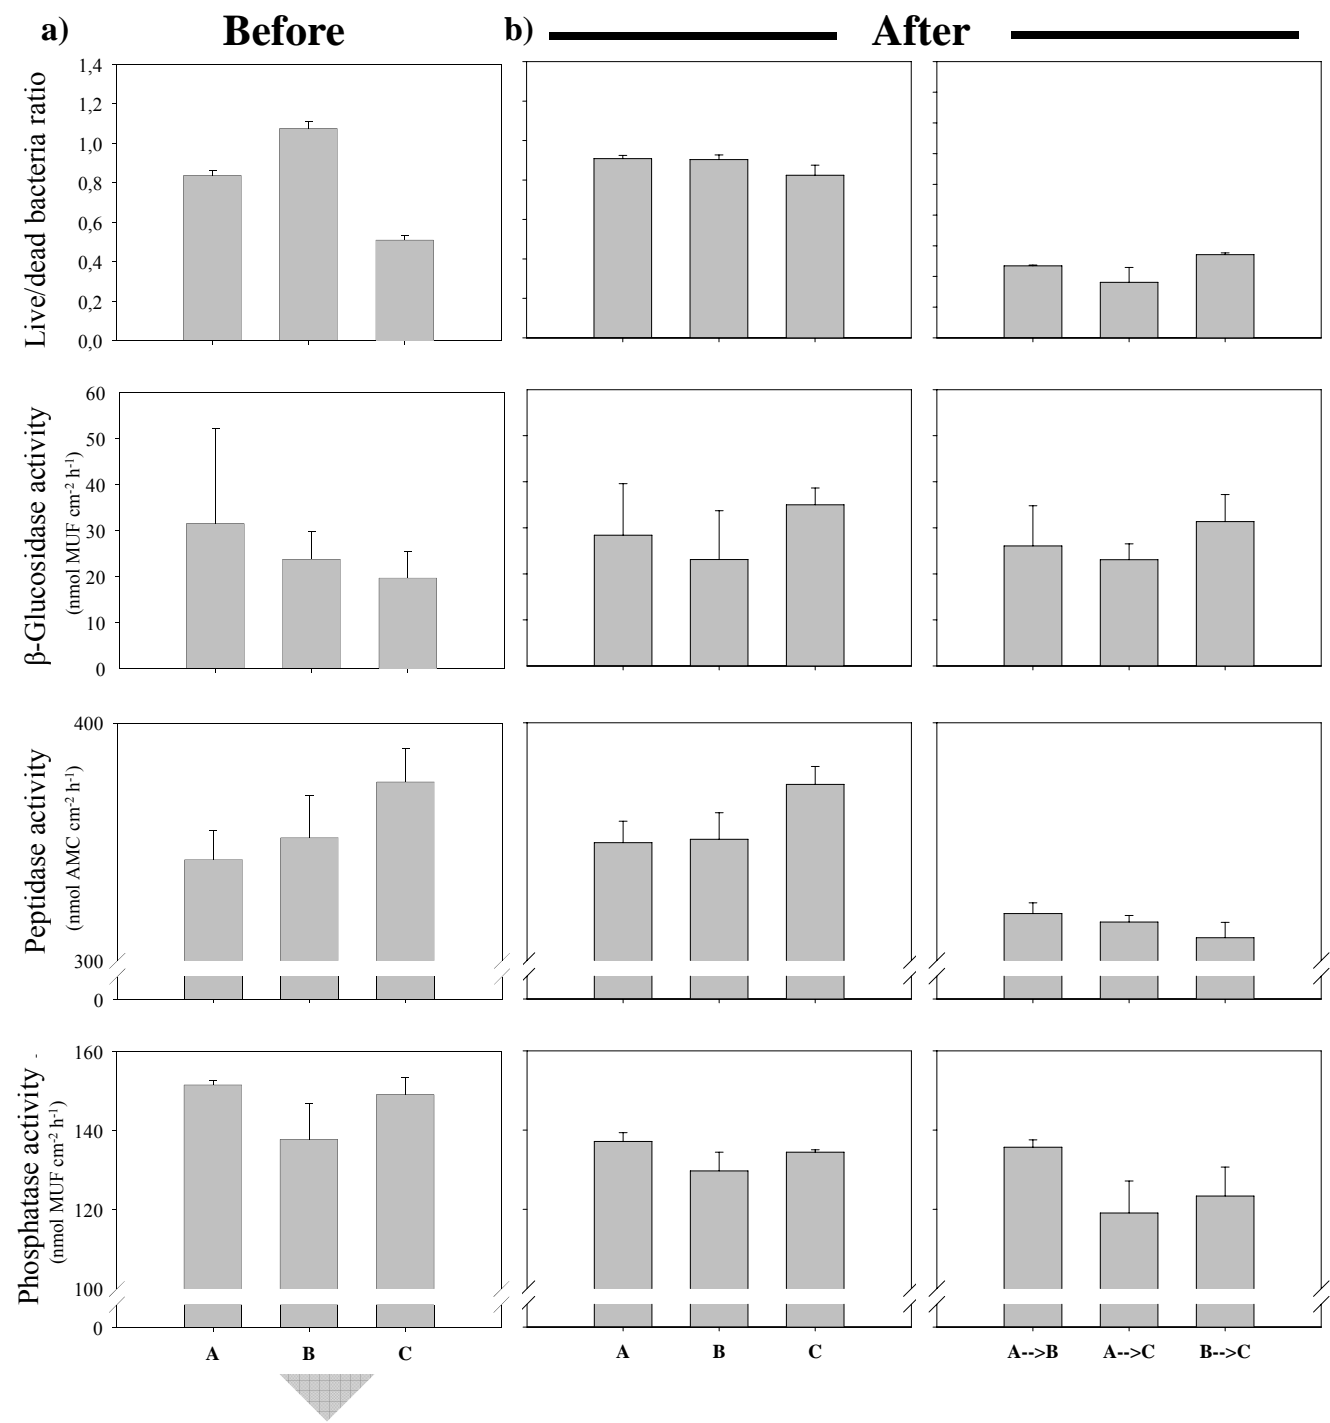 a) Before b) After
Live/dead bacteria ratio
1,4
1,2
1,0
0,8
0,6
0,4
0,2
0,0
β-Glucosidase activity
(nmol MUF cm-2 h-1)
60
50
40
30
20
10
0
Peptidase activity
(nmol AMC cm-2 h-1)
400
300
0
Phosphatase activity
(nmol MUF cm-2 h-1)
160
140
120
100
0
A B C A B C A-->B A-->C B-->C